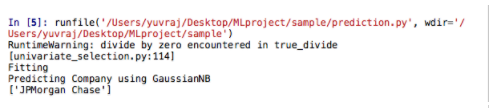 In [5]: runfile('/Users/yuvraj/Desktop/MLproject/sample/prediction.py', wdir='/
Users/yuvraj/Desktop/MLproject/sample')
RuntimeWarning: divide by zero encountered in true_divide
[univariate_selection.py:114]
Fitting
Predicting Company using GaussianNB
['JPMorgan Chase']